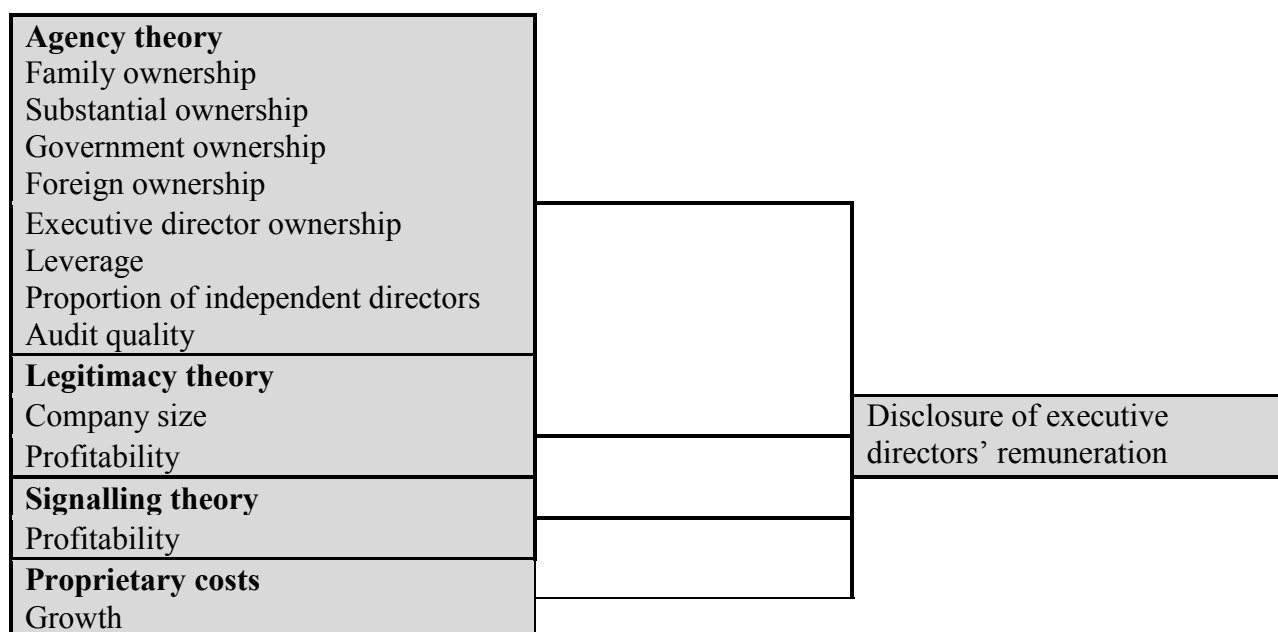 Agency theory
Family ownership
Substantial ownership
Government ownership
Foreign ownership
Executive director ownership
Leverage
Proportion of independent directors
Audit quality
Legitimacy theory
Company size
Profitability
Signalling theory
Profitability
Proprietary costs
Growth
Disclosure of executive
directors’ remuneration